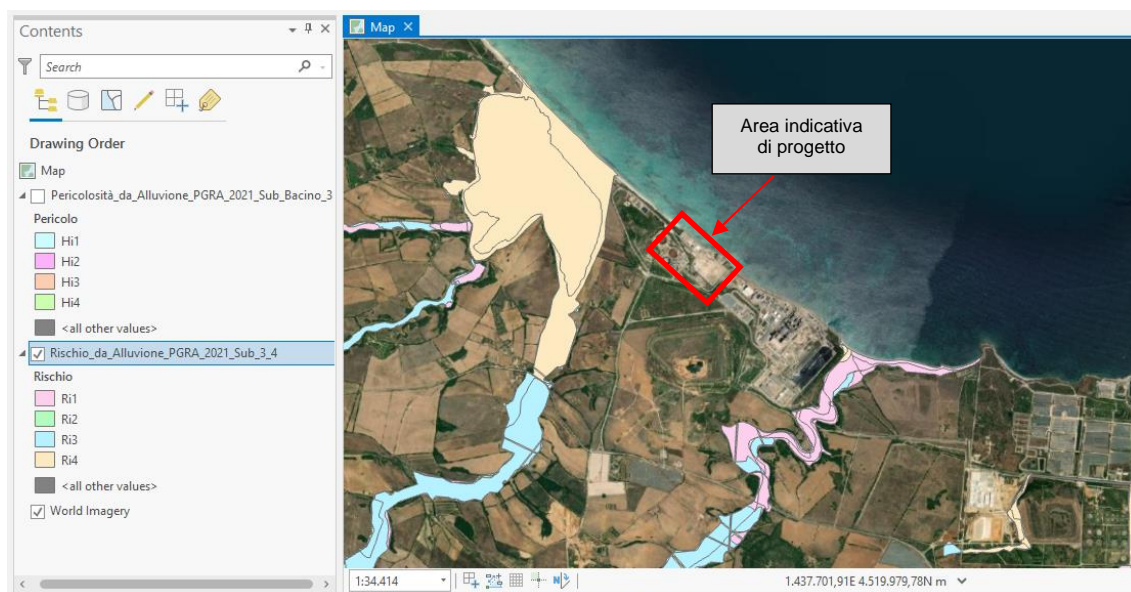 Contents
Search
Drawing Order
Map
Pericolosità_da_Alluvione_PGRA_2021_Sub_Bacino_3
Pericolo
Hi1
Hi2
Hi3
Hi4
<all other values>
Rischio_da_Alluvione_PGRA_2021_Sub_3_4
Rischio
Ri1
Ri2
Ri3
Ri4
<all other values>
World Imagery
Map
Area indicativa
di progetto
1:34.414
1.437.701,91E 4.519.979,78N m